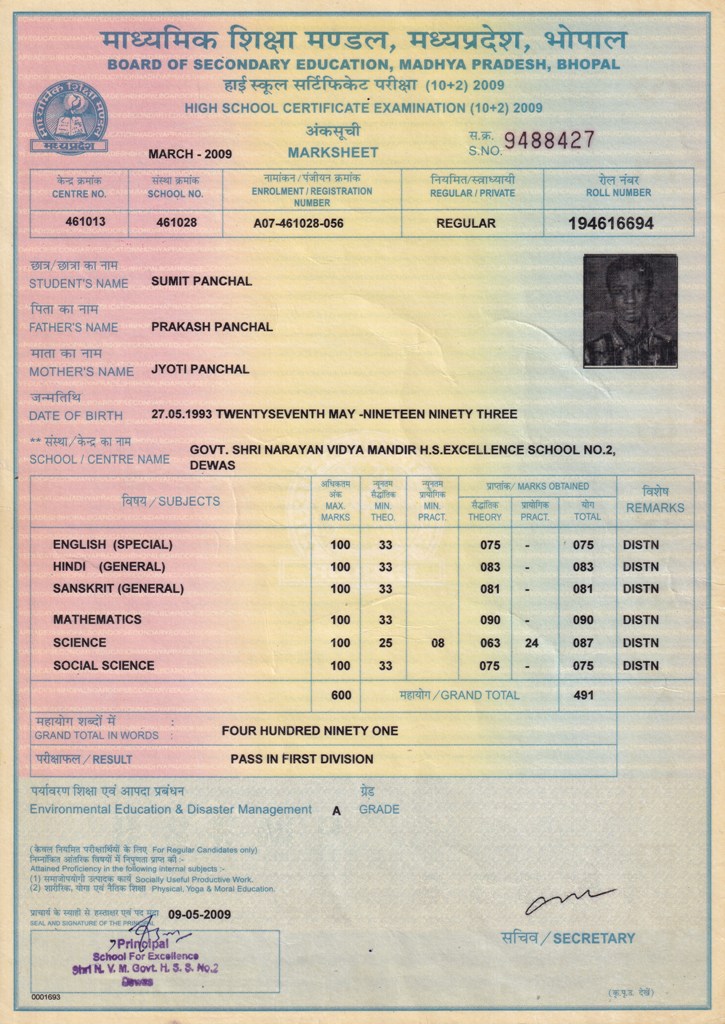 माध्यमिक शिक्षा मण्डल, मध्यप्रदेश, भोपाल
BOARD OF SECONDARY EDUCATION, MADHYA PRADESH, BHOPAL
हाई स्कूल सर्टिफिकेट परीक्षा (10+2) 2009
HIGH SCHOOL CERTIFICATE EXAMINATION (10+2) 2009
माध्यमिक शिक्षा मण्डल
मध्यप्रदेश
अंकसूची
MARCH - 2009 MARKSHEET
स.क्र.
S.NO. 9488427
केन्द्र क्रमांक संस्था क्रमांक नामांकन/पंजीयन क्रमांक नियमित/स्वाध्यायी रोल नंबर
CENTRE NO. SCHOOL NO. ENROLMENT / REGISTRATION NUMBER REGULAR / PRIVATE ROLL NUMBER
461013 461028 A07-461028-056 REGULAR 194616694
छात्र/छात्रा का नाम
STUDENT'S NAME SUMIT PANCHAL
पिता का नाम
FATHER'S NAME PRAKASH PANCHAL
माता का नाम
MOTHER'S NAME JYOTI PANCHAL
जन्मतिथि
DATE OF BIRTH 27.05.1993 TWENTYSEVENTH MAY -NINETEEN NINETY THREE
** संस्था/केन्द्र का नाम
SCHOOL / CENTRE NAME GOVT. SHRI NARAYAN VIDYA MANDIR H.S.EXCELLENCE SCHOOL NO.2,
DEWAS
विषय/SUBJECTS
अधिकतम अंक MAX. MARKS
न्यूनतम सैद्धांतिक MIN. THEO.
न्यूनतम प्रायोगिक MIN. PRACT.
प्राप्तांक/MARKS OBTAINED
सैद्धांतिक THEORY
प्रायोगिक PRACT.
योग TOTAL
विशेष REMARKS
ENGLISH (SPECIAL) 100 33 075 - 075 DISTN
HINDI (GENERAL) 100 33 083 - 083 DISTN
SANSKRIT (GENERAL) 100 33 081 - 081 DISTN
MATHEMATICS 100 33 090 - 090 DISTN
SCIENCE 100 25 08 063 24 087 DISTN
SOCIAL SCIENCE 100 33 075 - 075 DISTN
600 महायोग/GRAND TOTAL 491
महायोग शब्दों में :
GRAND TOTAL IN WORDS : FOUR HUNDRED NINETY ONE
परीक्षाफल/RESULT PASS IN FIRST DIVISION
पर्यावरण शिक्षा एवं आपदा प्रबंधन ग्रेड
Environmental Education & Disaster Management A GRADE
(केवल नियमित परीक्षार्थियों के लिए For Regular Candidates only)
निम्नांकित आंतरिक विषयों में निपुणता प्राप्त की :-
Attained Proficiency in the following internal subjects :-
(1) समाजोपयोगी उत्पादक कार्य Socially Useful Productive Work.
(2) शारीरिक, योग एवं नैतिक शिक्षा Physical, Yoga & Moral Education.
प्राचार्य के स्याही से हस्ताक्षर एवं पद मुद्रा 09-05-2009
SEAL AND SIGNATURE OF THE PRINCIPAL
Principal
School For Excellence
Shri N. V. M. Govt. H. S. S. No.2
Dewas
सचिव/SECRETARY
0001693
(कृ.पृ.उ. देखें)